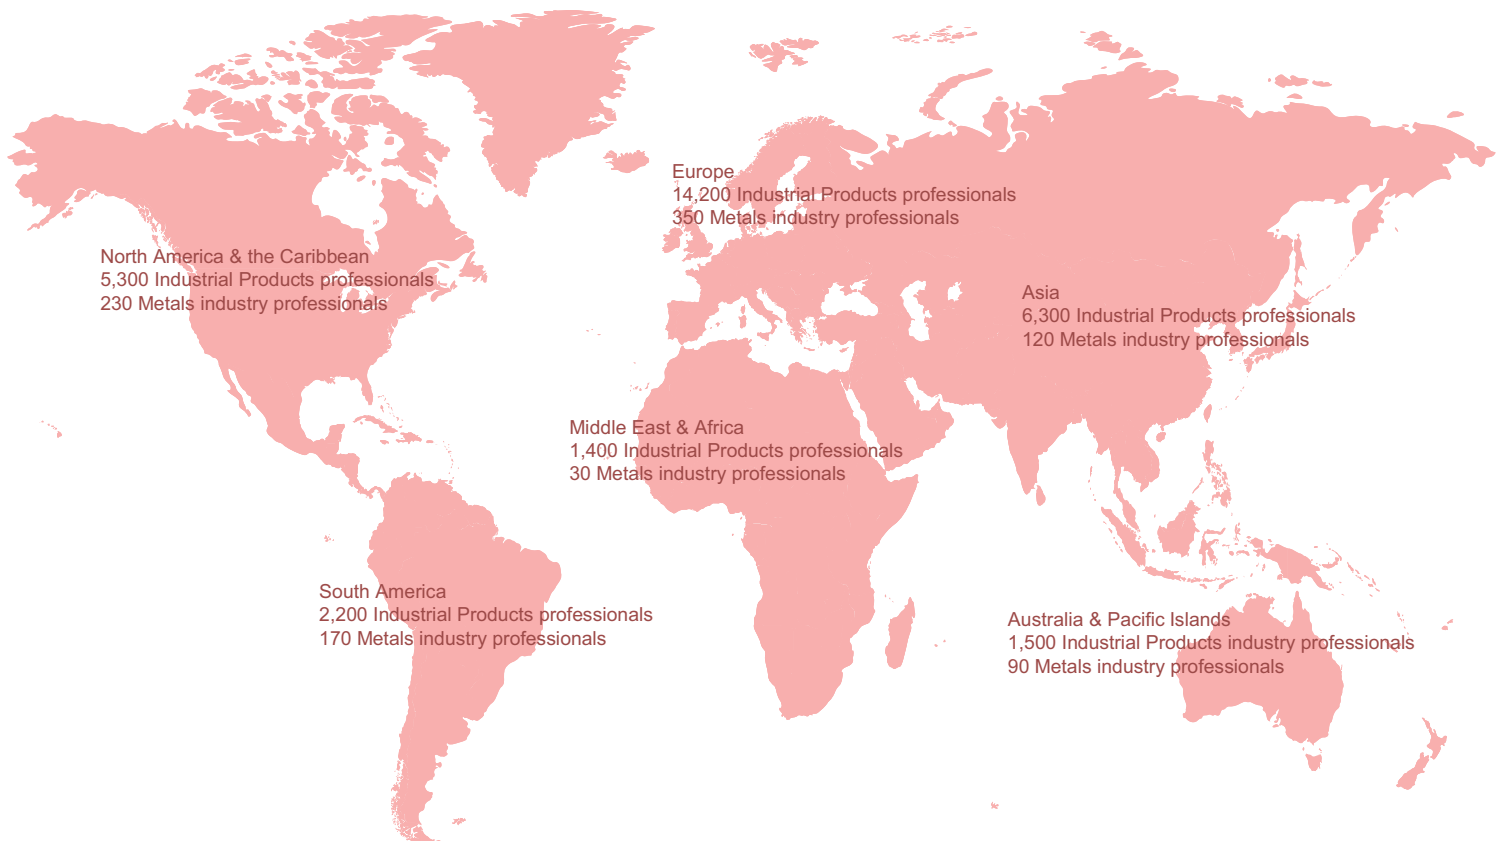 Europe
14,200 Industrial Products professionals
350 Metals industry professionals
North America & the Caribbean
5,300 Industrial Products professionals
230 Metals industry professionals
Asia
6,300 Industrial Products professionals
120 Metals industry professionals
Middle East & Africa
1,400 Industrial Products professionals
30 Metals industry professionals
South America
2,200 Industrial Products professionals
170 Metals industry professionals
Australia & Pacific Islands
1,500 Industrial Products industry professionals
90 Metals industry professionals